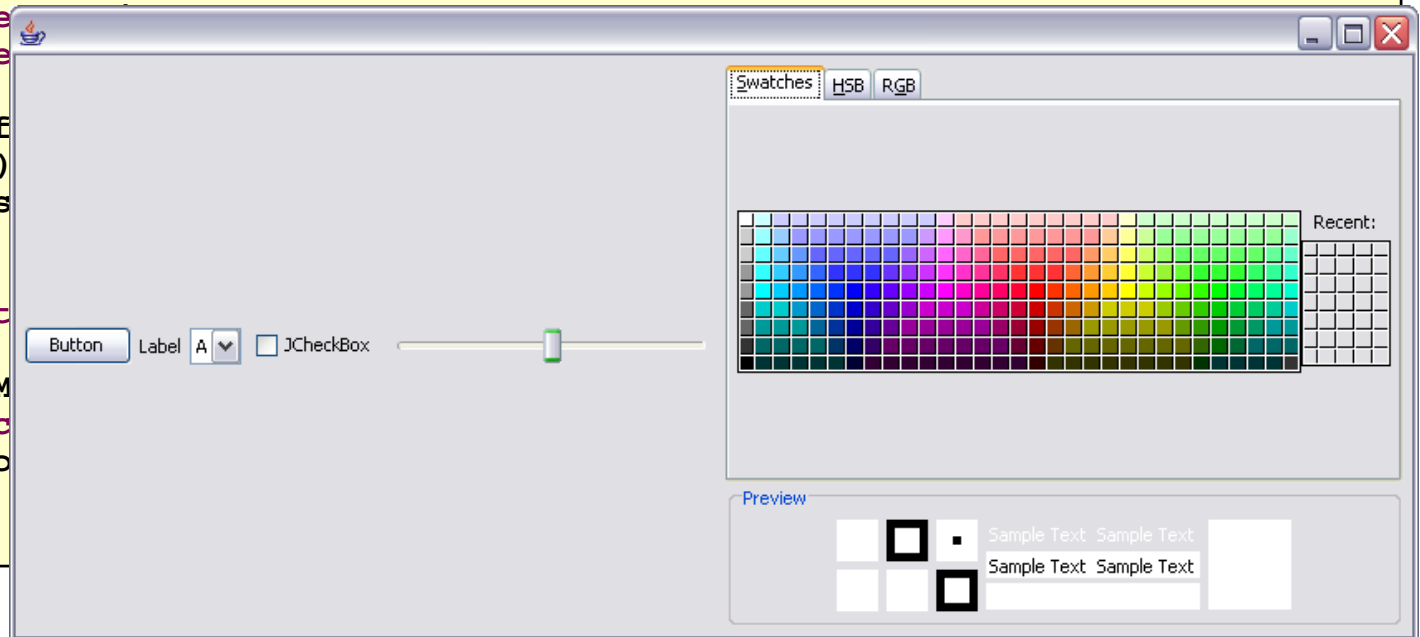 Swatches HSB RGB
Recent:
Button Label A JCheckBox
Preview
Sample Text Sample Text
Sample Text Sample Text